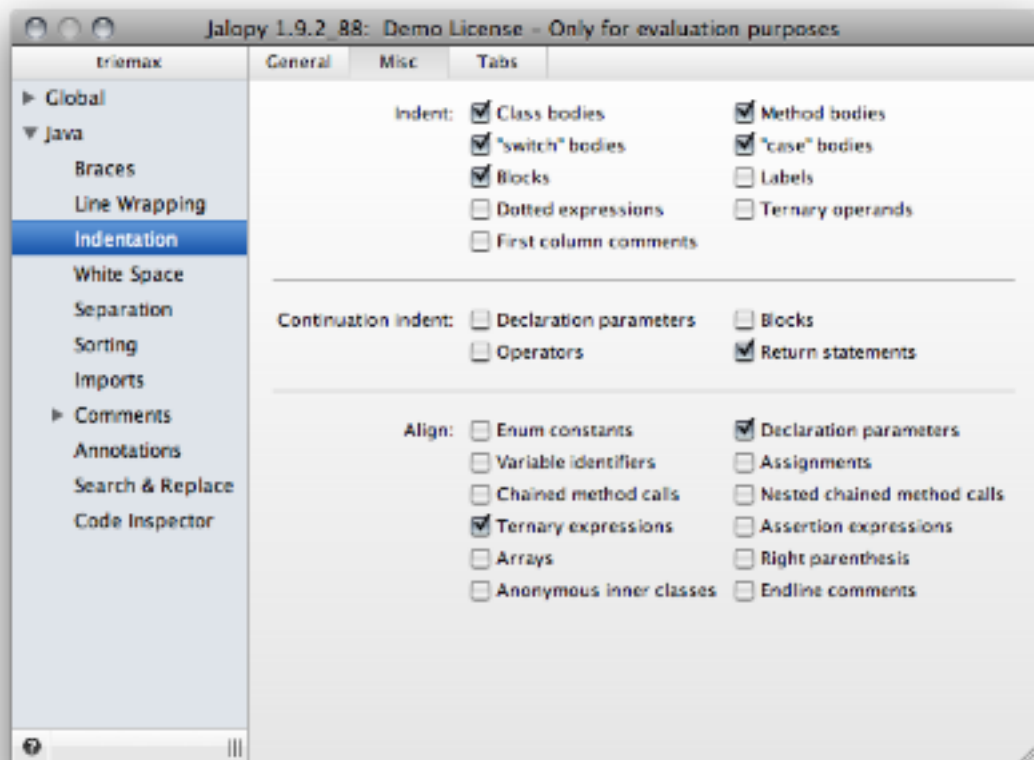 Jalopy 1.9.2_88: Demo License - Only for evaluation purposes
triemax
General Misc Tabs
Global
Java
Braces
Line Wrapping
Indentation
White Space
Separation
Sorting
Imports
Comments
Annotations
Search & Replace
Code Inspector
Indent: Class bodies Method bodies
"switch" bodies "case" bodies
Blocks Labels
Dotted expressions Ternary operands
First column comments
Continuation indent: Declaration parameters Blocks
Operators Return statements
Align: Enum constants Declaration parameters
Variable identifiers Assignments
Chained method calls Nested chained method calls
Ternary expressions Assertion expressions
Arrays Right parenthesis
Anonymous inner classes Endline comments
?